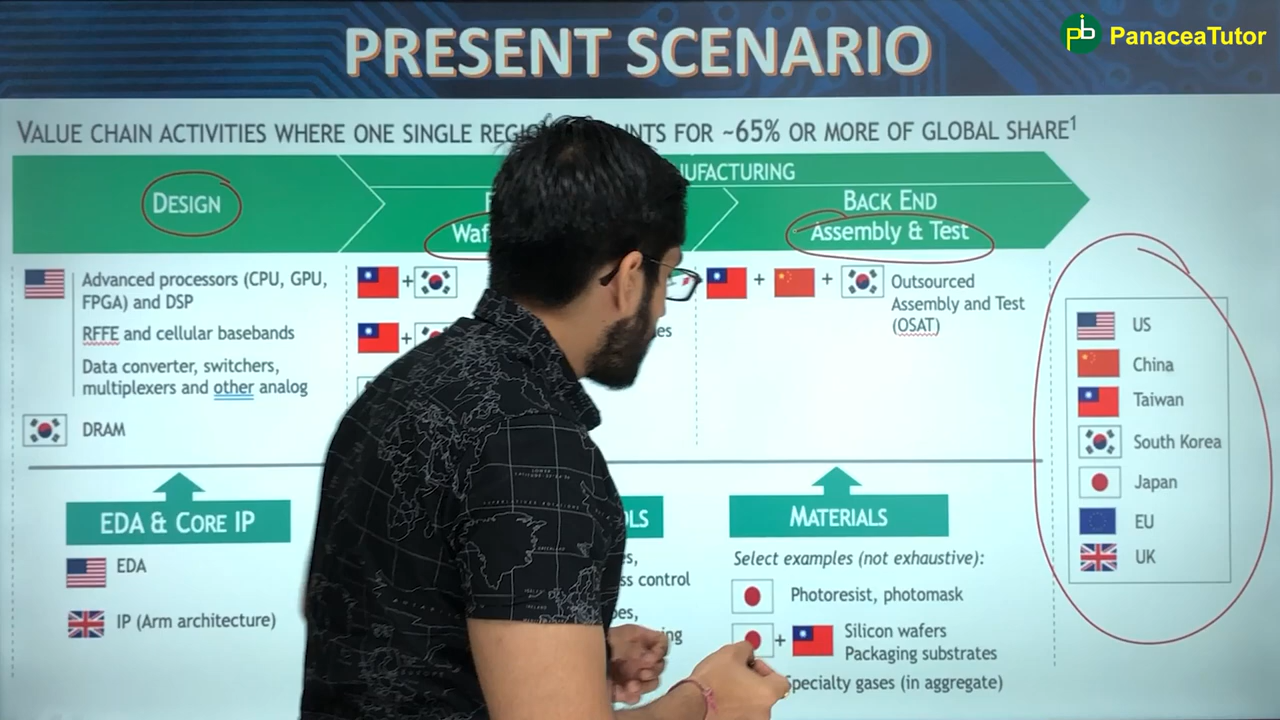 PRESENT SCENARIO
pib PanaceaTutor
VALUE CHAIN ACTIVITIES WHERE ONE SINGLE FOR ~65% OR MORE OF GLOBAL SHARE¹
DESIGN
BACK END
Assembly & Test
Advanced processors (CPU, GPU,
FPGA) and DSP
RFFE and cellular basebands
Data converter, switchers,
multiplexers and other analog
DRAM
+
+
+ +
Outsourced
Assembly and Test
(OSAT)
US
China
Taiwan
South Korea
Japan
EU
UK
EDA & CORE IP
EDA
IP (Arm architecture)
control
MATERIALS
Select examples (not exhaustive):
Photoresist, photomask
+
Silicon wafers
Packaging substrates
Specialty gases (in aggregate)